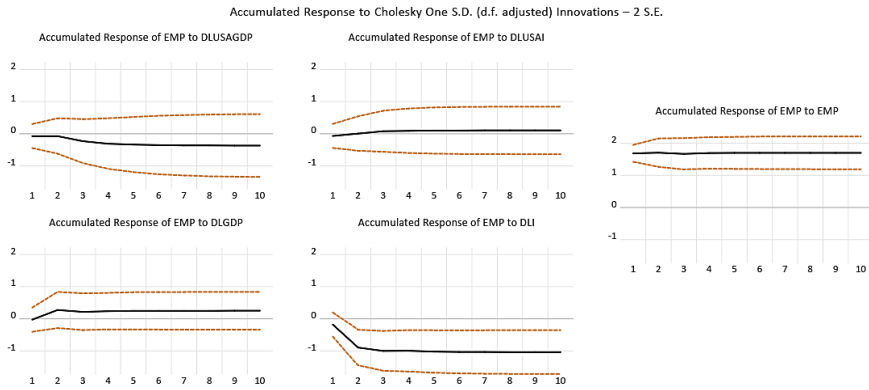 Accumulated Response to Cholesky One S.D. (d.f. adjusted) Innovations – 2 S.E.
Accumulated Response of EMP to DLUSAGDP
2
1
0
-1
1 2 3 4 5 6 7 8 9 10
Accumulated Response of EMP to DLUSAI
2
1
0
-1
1 2 3 4 5 6 7 8 9 10
Accumulated Response of EMP to EMP
2
1
0
-1
1 2 3 4 5 6 7 8 9 10
Accumulated Response of EMP to DLGDP
2
1
0
-1
1 2 3 4 5 6 7 8 9 10
Accumulated Response of EMP to DLI
2
1
0
-1
1 2 3 4 5 6 7 8 9 10